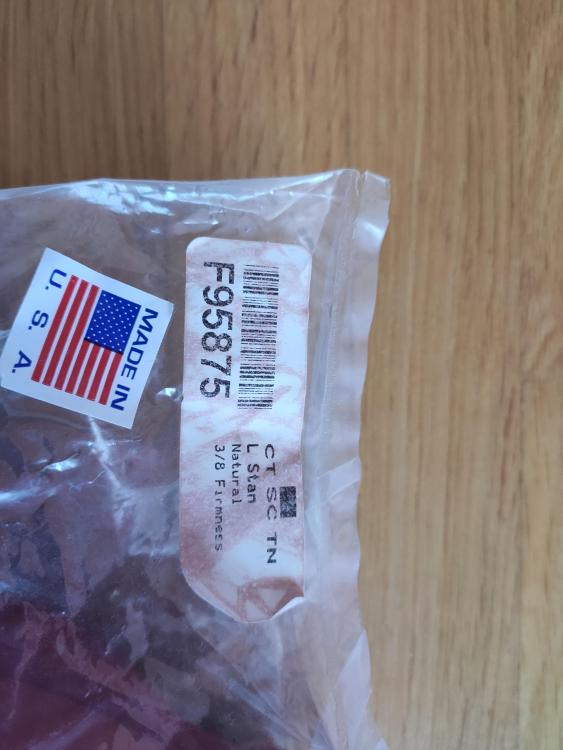 MADE IN
U. S. A.
F95875
CT SC TN
L Stan
Natural
3/8 Firmness